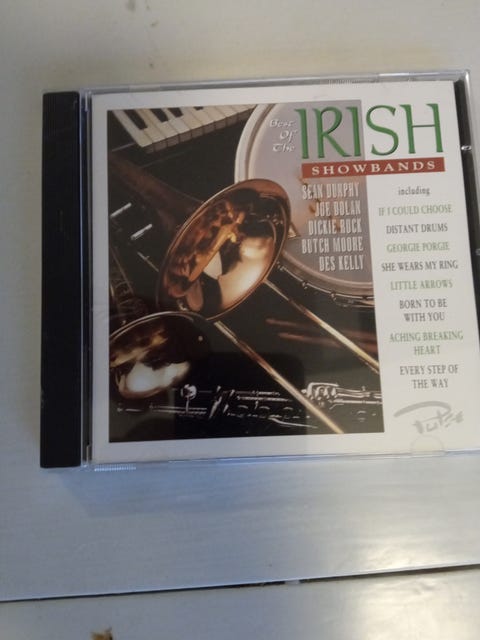 Best
Of
The
IRISH
SHOWBANDS
SEAN DUNPHY
JOE DOLAN
DICKIE ROCK
BUTCH MOORE
DES KELLY
including
IF I COULD CHOOSE
DISTANT DRUMS
GEORGIE PORGIE
SHE WEARS MY RING
LITTLE ARROWS
BORN TO BE
WITH YOU
ACHING BREAKING
HEART
EVERY STEP OF
THE WAY
Pulse